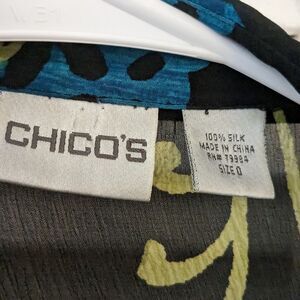 CHICO'S
100% SILK
MADE IN CHINA
RN# 79984
SIZE 0